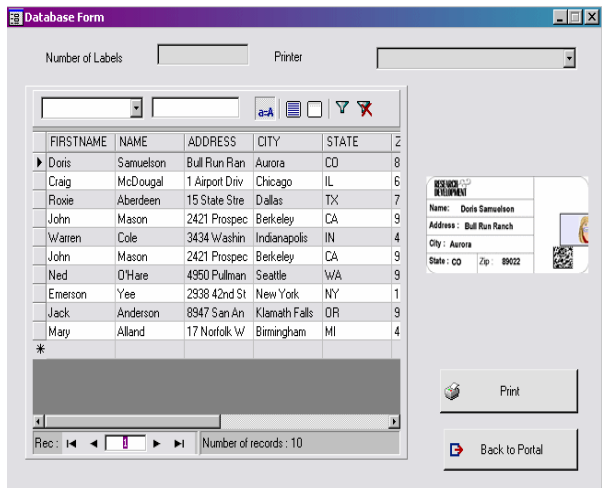 Database Form
Number of Labels Printer
a=A
FIRSTNAME NAME ADDRESS CITY STATE Z
Doris Samuelson Bull Run Ran Aurora CO 8
Craig McDougal 1 Airport Driv Chicago IL 6
Roxie Aberdeen 15 State Stre Dallas TX 7
John Mason 2421 Prospec Berkeley CA 9
Warren Cole 3434 Washin Indianapolis IN 4
John Mason 2421 Prospec Berkeley CA 9
Ned O'Hare 4950 Pullman Seattle WA 9
Emerson Yee 2938 42nd St New York NY 1
Jack Anderson 8947 San An Klamath Falls OR 9
Mary Alland 17 Norfolk W Birmingham MI 4
Rec : 1 Number of records : 10
RESEARCH
DEVELOPMENT
Name: Doris Samuelson
Address : Bull Run Ranch
City : Aurora
State : CO Zip : 89022
Print
Back to Portal